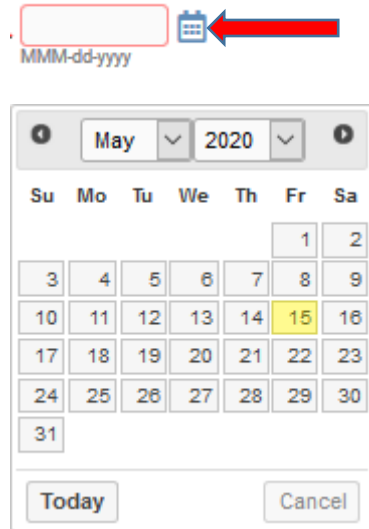 MMM-dd-yyyy
May 2020
Su Mo Tu We Th Fr Sa
1 2
3 4 5 6 7 8 9
10 11 12 13 14 15 16
17 18 19 20 21 22 23
24 25 26 27 28 29 30
31
Today Cancel